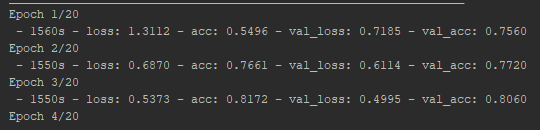 Epoch 1/20
 - 1560s - loss: 1.3112 - acc: 0.5496 - val_loss: 0.7185 - val_acc: 0.7560
Epoch 2/20
 - 1550s - loss: 0.6870 - acc: 0.7661 - val_loss: 0.6114 - val_acc: 0.7720
Epoch 3/20
 - 1550s - loss: 0.5373 - acc: 0.8172 - val_loss: 0.4995 - val_acc: 0.8060
Epoch 4/20